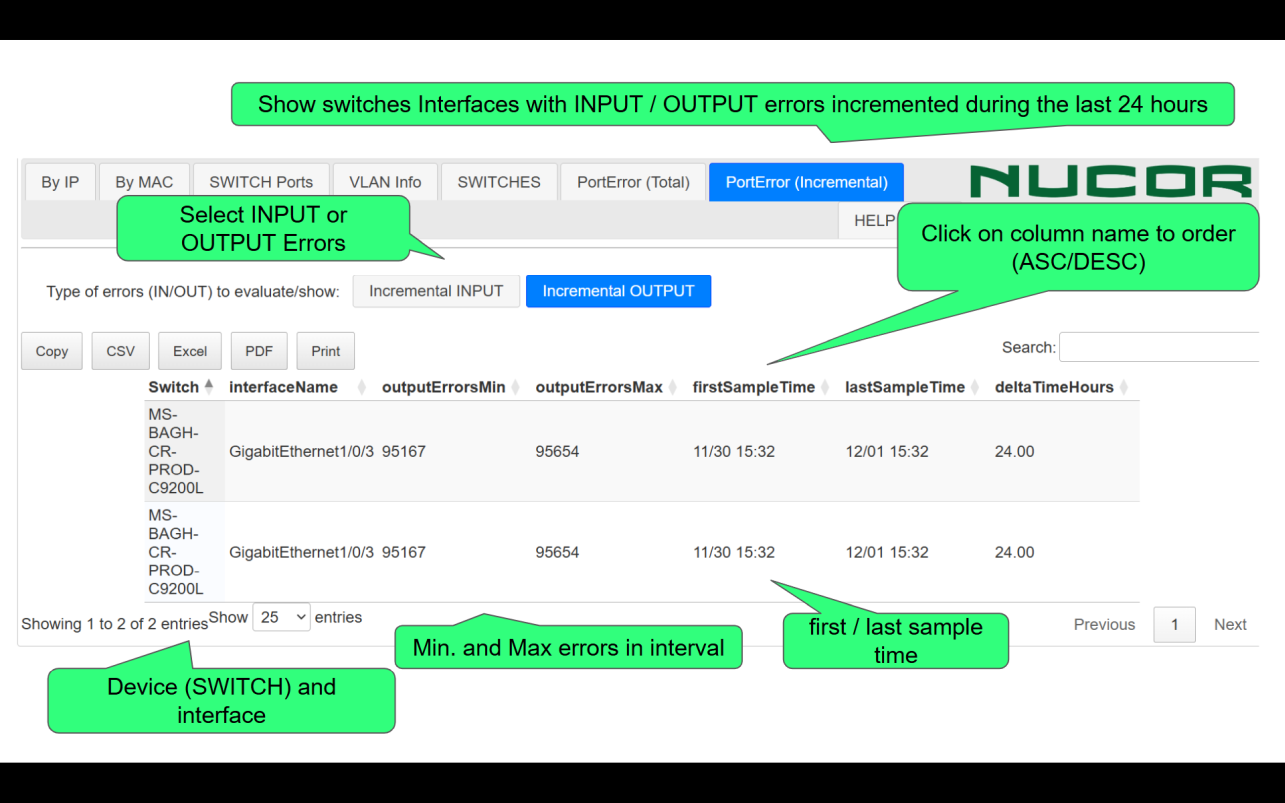 Show switches Interfaces with INPUT / OUTPUT errors incremented during the last 24 hours
By IP
By MAC
SWITCH Ports
VLAN Info
SWITCHES
PortError (Total)
PortError (Incremental)
NUCOR
HELP
Select INPUT or
OUTPUT Errors
Click on column name to order
(ASC/DESC)
Type of errors (IN/OUT) to evaluate/show:
Incremental INPUT
Incremental OUTPUT
Copy
CSV
Excel
PDF
Print
Search:
Switch interfaceName outputErrorsMin outputErrorsMax firstSampleTime lastSampleTime deltaTimeHours
MS-
BAGH-
CR-
PROD-
C9200L
GigabitEthernet1/0/3 95167 95654 11/30 15:32 12/01 15:32 24.00
MS-
BAGH-
CR-
PROD-
C9200L
GigabitEthernet1/0/3 95167 95654 11/30 15:32 12/01 15:32 24.00
Showing 1 to 2 of 2 entries
Show 25 entries
Previous 1 Next
Min. and Max errors in interval
first / last sample
time
Device (SWITCH) and
interface